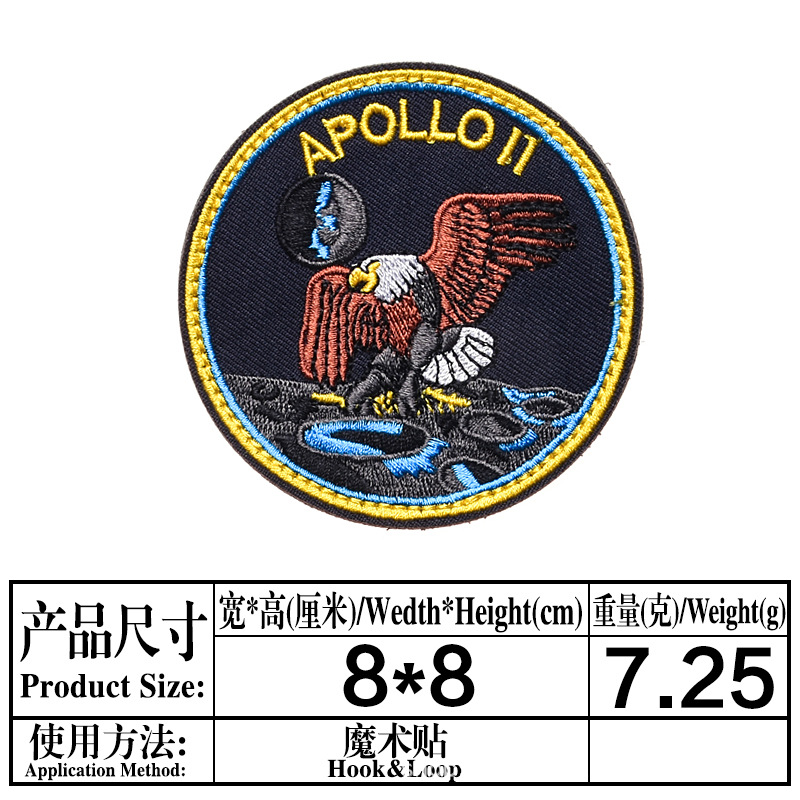 APOLLO 11
产品尺寸
Product Size:
宽*高(厘米)/Wedth*Height(cm)
重量(克)/Weight(g)
8*8
7.25
使用方法:
Application Method:
魔术贴
Hook&Loop